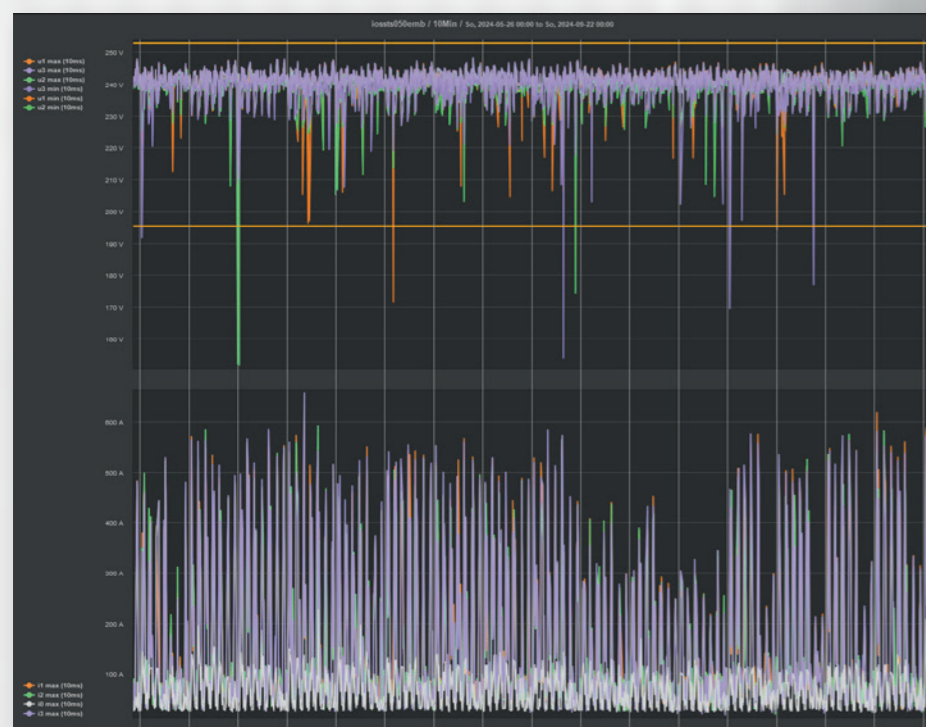 iossts050emb / 10Min / So, 2024-05-26 00:00 to So, 2024-09-22 00:00
u1 max (10ms)
u3 max (10ms)
u2 max (10ms)
u3 min (10ms)
u1 min (10ms)
u2 min (10ms)
250 V
240 V
230 V
220 V
210 V
200 V
190 V
180 V
170 V
160 V
600 A
500 A
400 A
300 A
200 A
100 A
i1 max (10ms)
i2 max (10ms)
i0 max (10ms)
i3 max (10ms)